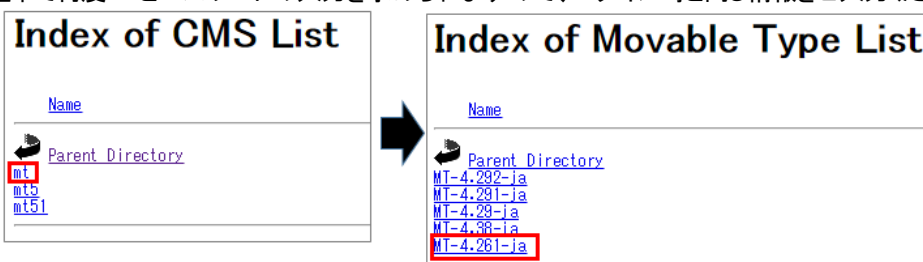 Index of CMS List
Name
Parent Directory
mt
mt5
mt51
Index of Movable Type List
Name
Parent Directory
MT-4.292-ja
MT-4.291-ja
MT-4.29-ja
MT-4.38-ja
MT-4.261-ja